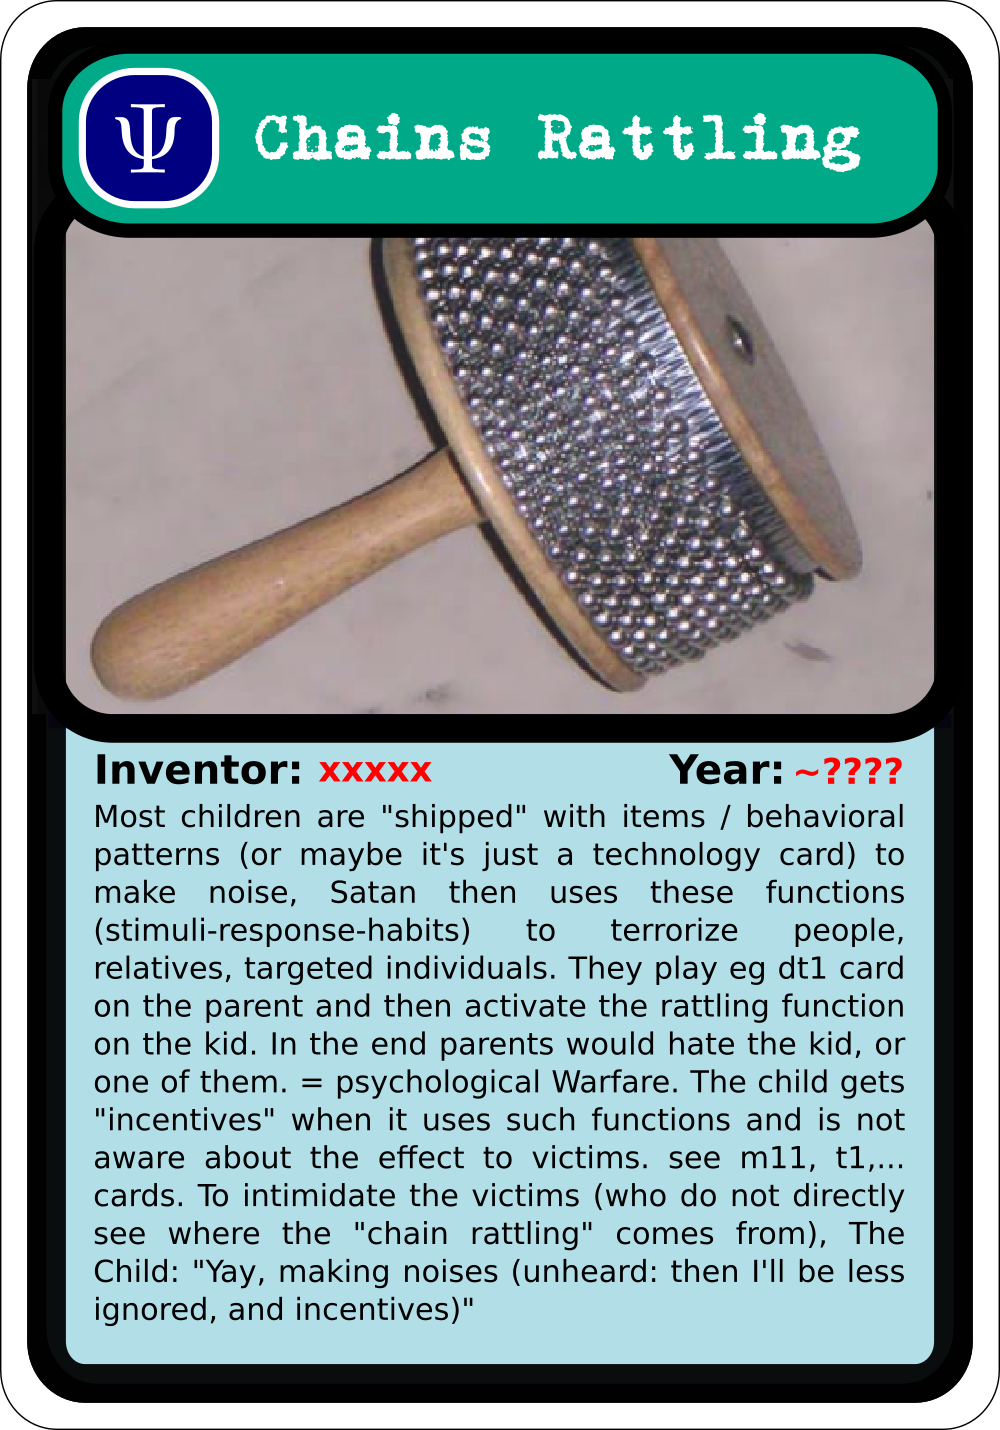 Ψ Chains Rattling
Inventor: xxxxx Year: ~????
Most children are "shipped" with items / behavioral
patterns (or maybe it's just a technology card) to
make noise, Satan then uses these functions
(stimuli-response-habits) to terrorize people,
relatives, targeted individuals. They play eg dt1 card
on the parent and then activate the rattling function
on the kid. In the end parents would hate the kid, or
one of them. = psychological Warfare. The child gets
"incentives" when it uses such functions and is not
aware about the effect to victims. see m11, t1,...
cards. To intimidate the victims (who do not directly
see where the "chain rattling" comes from), The
Child: "Yay, making noises (unheard: then I'll be less
ignored, and incentives)"